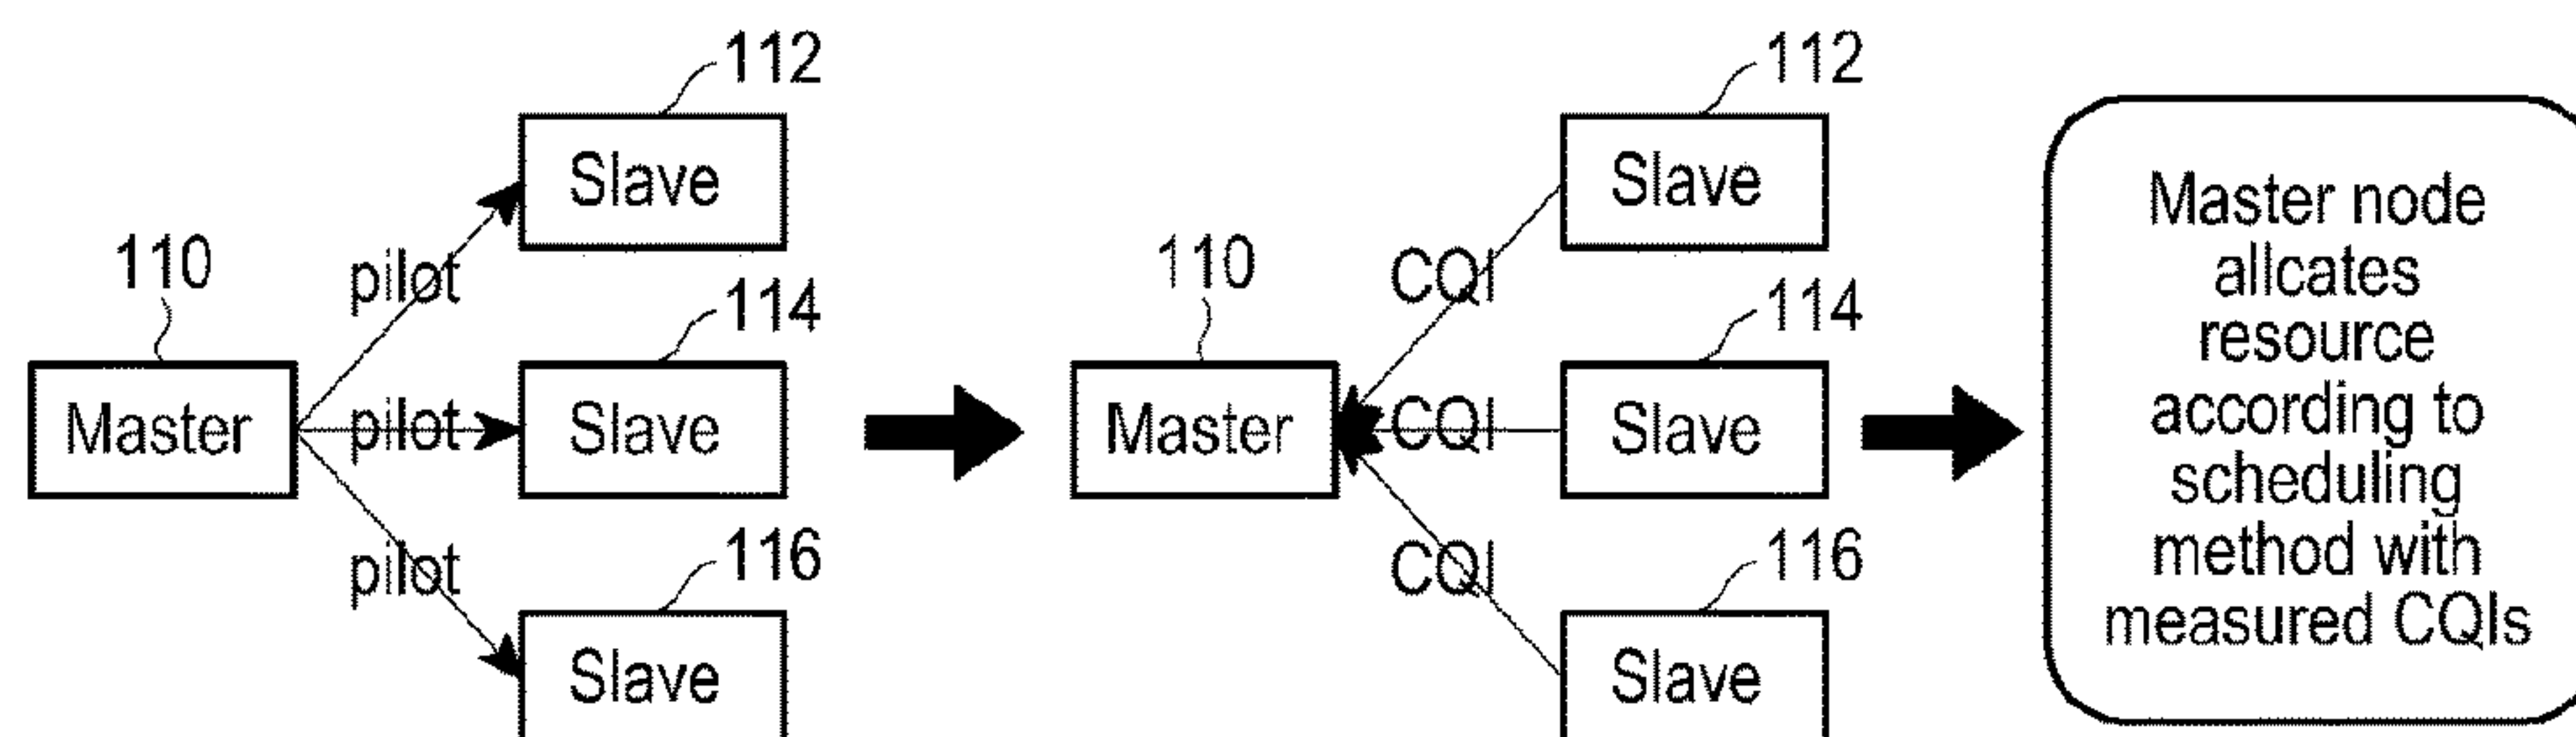 112
Slave
110
pilot
114
Master
pilot
Slave
pilot
116
Slave
112
Slave
110
CQI
114
Master
CQI
Slave
CQI
116
Slave
Master node
allcates
resource
according to
scheduling
method with
measured CQIs